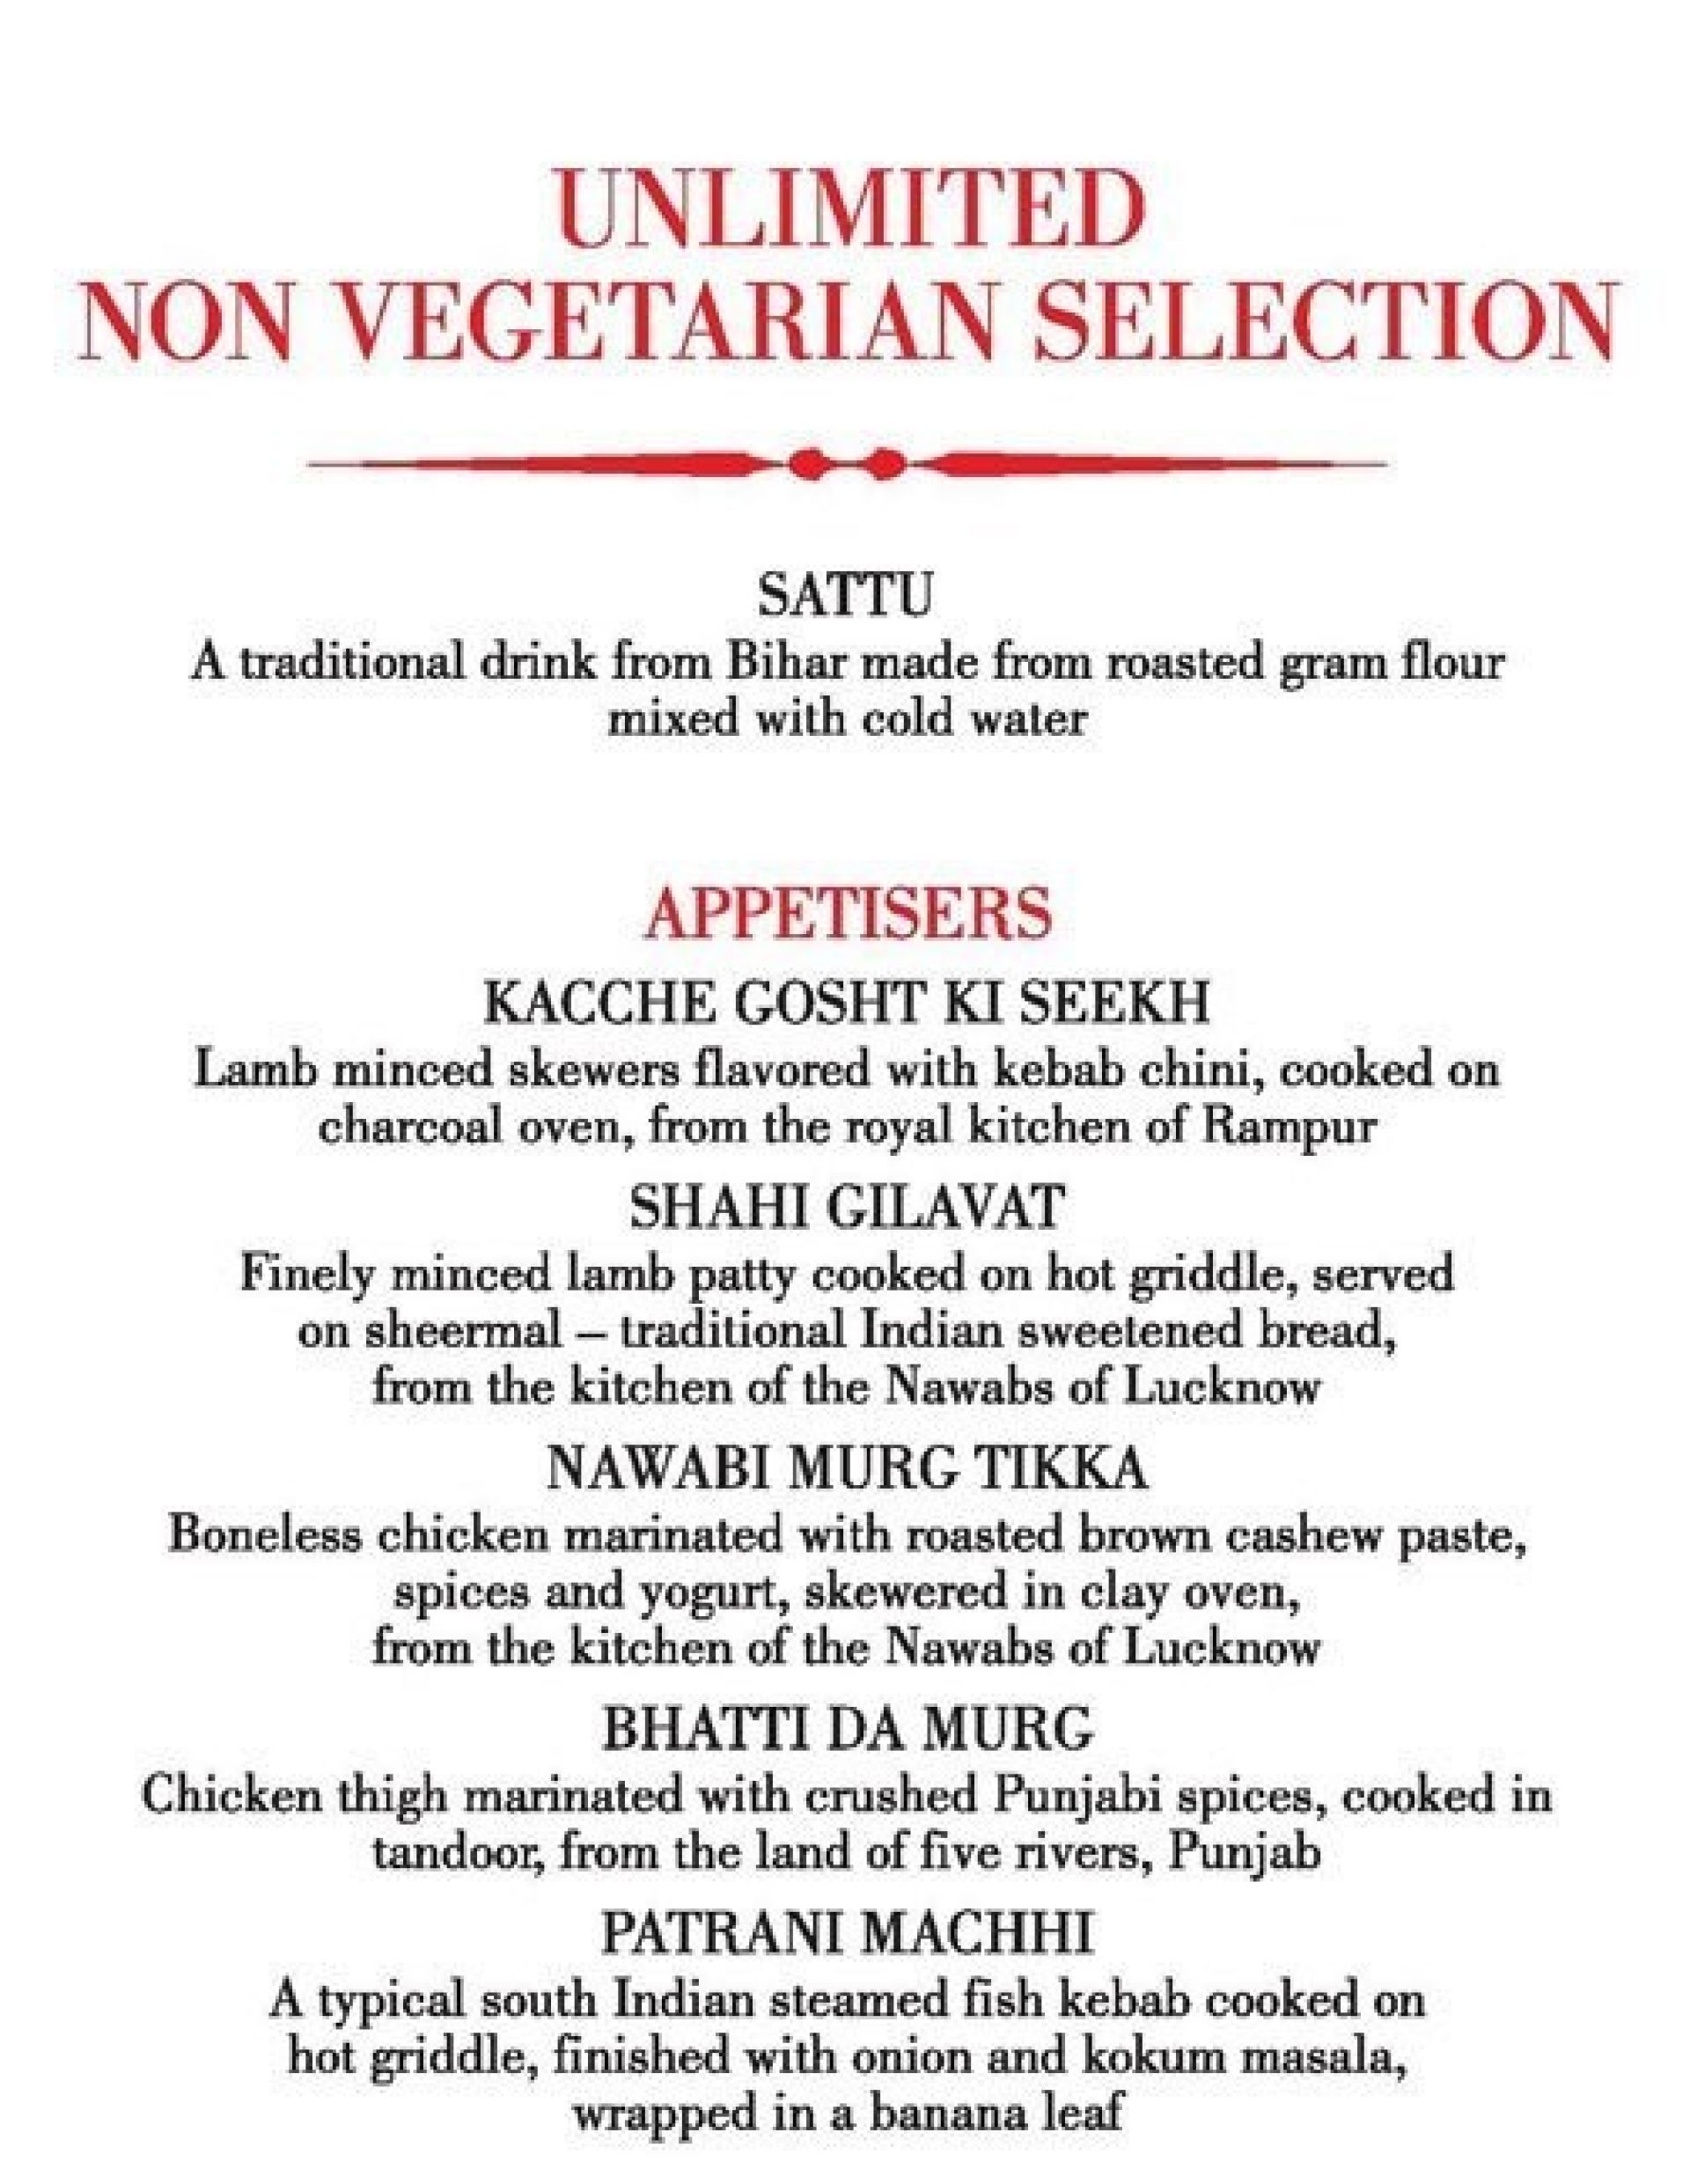 UNLIMITED
NON VEGETARIAN SELECTION
SATTU
A traditional drink from Bihar made from roasted gram flour
mixed with cold water
APPETISERS
KACCHE GOSHT KI SEEKH
Lamb minced skewers flavored with kebab chini, cooked on
charcoal oven, from the royal kitchen of Rampur
SHAHI GILAVAT
Finely minced lamb patty cooked on hot griddle, served
on sheermal – traditional Indian sweetened bread,
from the kitchen of the Nawabs of Lucknow
NAWABI MURG TIKKA
Boneless chicken marinated with roasted brown cashew paste,
spices and yogurt, skewered in clay oven,
from the kitchen of the Nawabs of Lucknow
BHATTI DA MURG
Chicken thigh marinated with crushed Punjabi spices, cooked in
tandoor, from the land of five rivers, Punjab
PATRANI MACHHI
A typical south Indian steamed fish kebab cooked on
hot griddle, finished with onion and kokum masala,
wrapped in a banana leaf